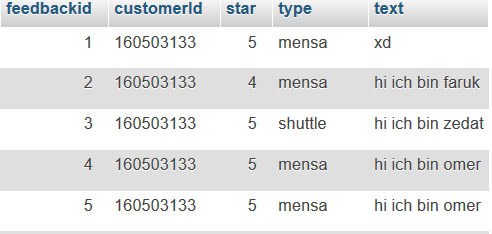 feedbackid customerId star type text
1 160503133 5 mensa xd
2 160503133 4 mensa hi ich bin faruk
3 160503133 5 shuttle hi ich bin zedat
4 160503133 5 mensa hi ich bin omer
5 160503133 5 mensa hi ich bin omer